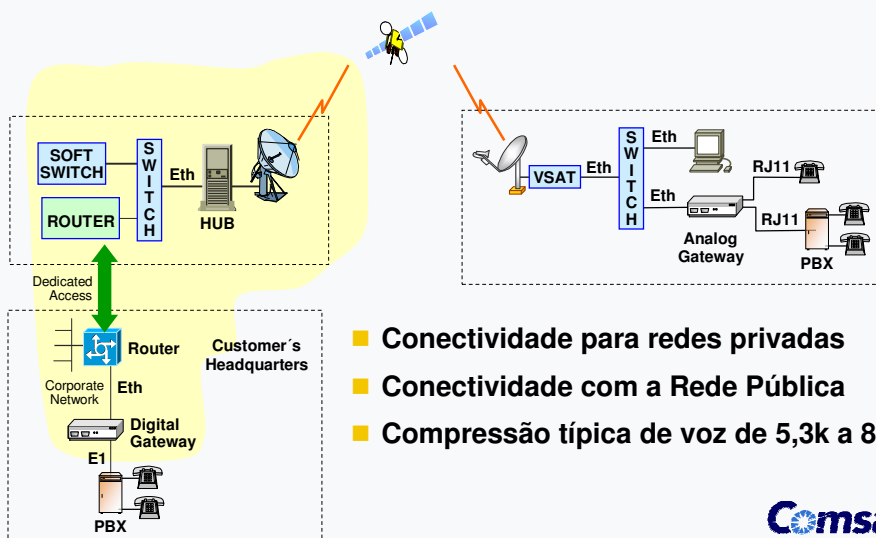 SOFT
SWITCH
ROUTER
SWITCH
Eth
HUB
VSAT
Eth
SWITCH
Eth
Eth
RJ11
RJ11
Analog
Gateway
PBX
Dedicated
Access
Router
Customer´s
Headquarters
Corporate
Network
Eth
Digital
Gateway
E1
PBX
Conectividade para redes privadas
Conectividade com a Rede Pública
Compressão típica de voz de 5,3k a 8